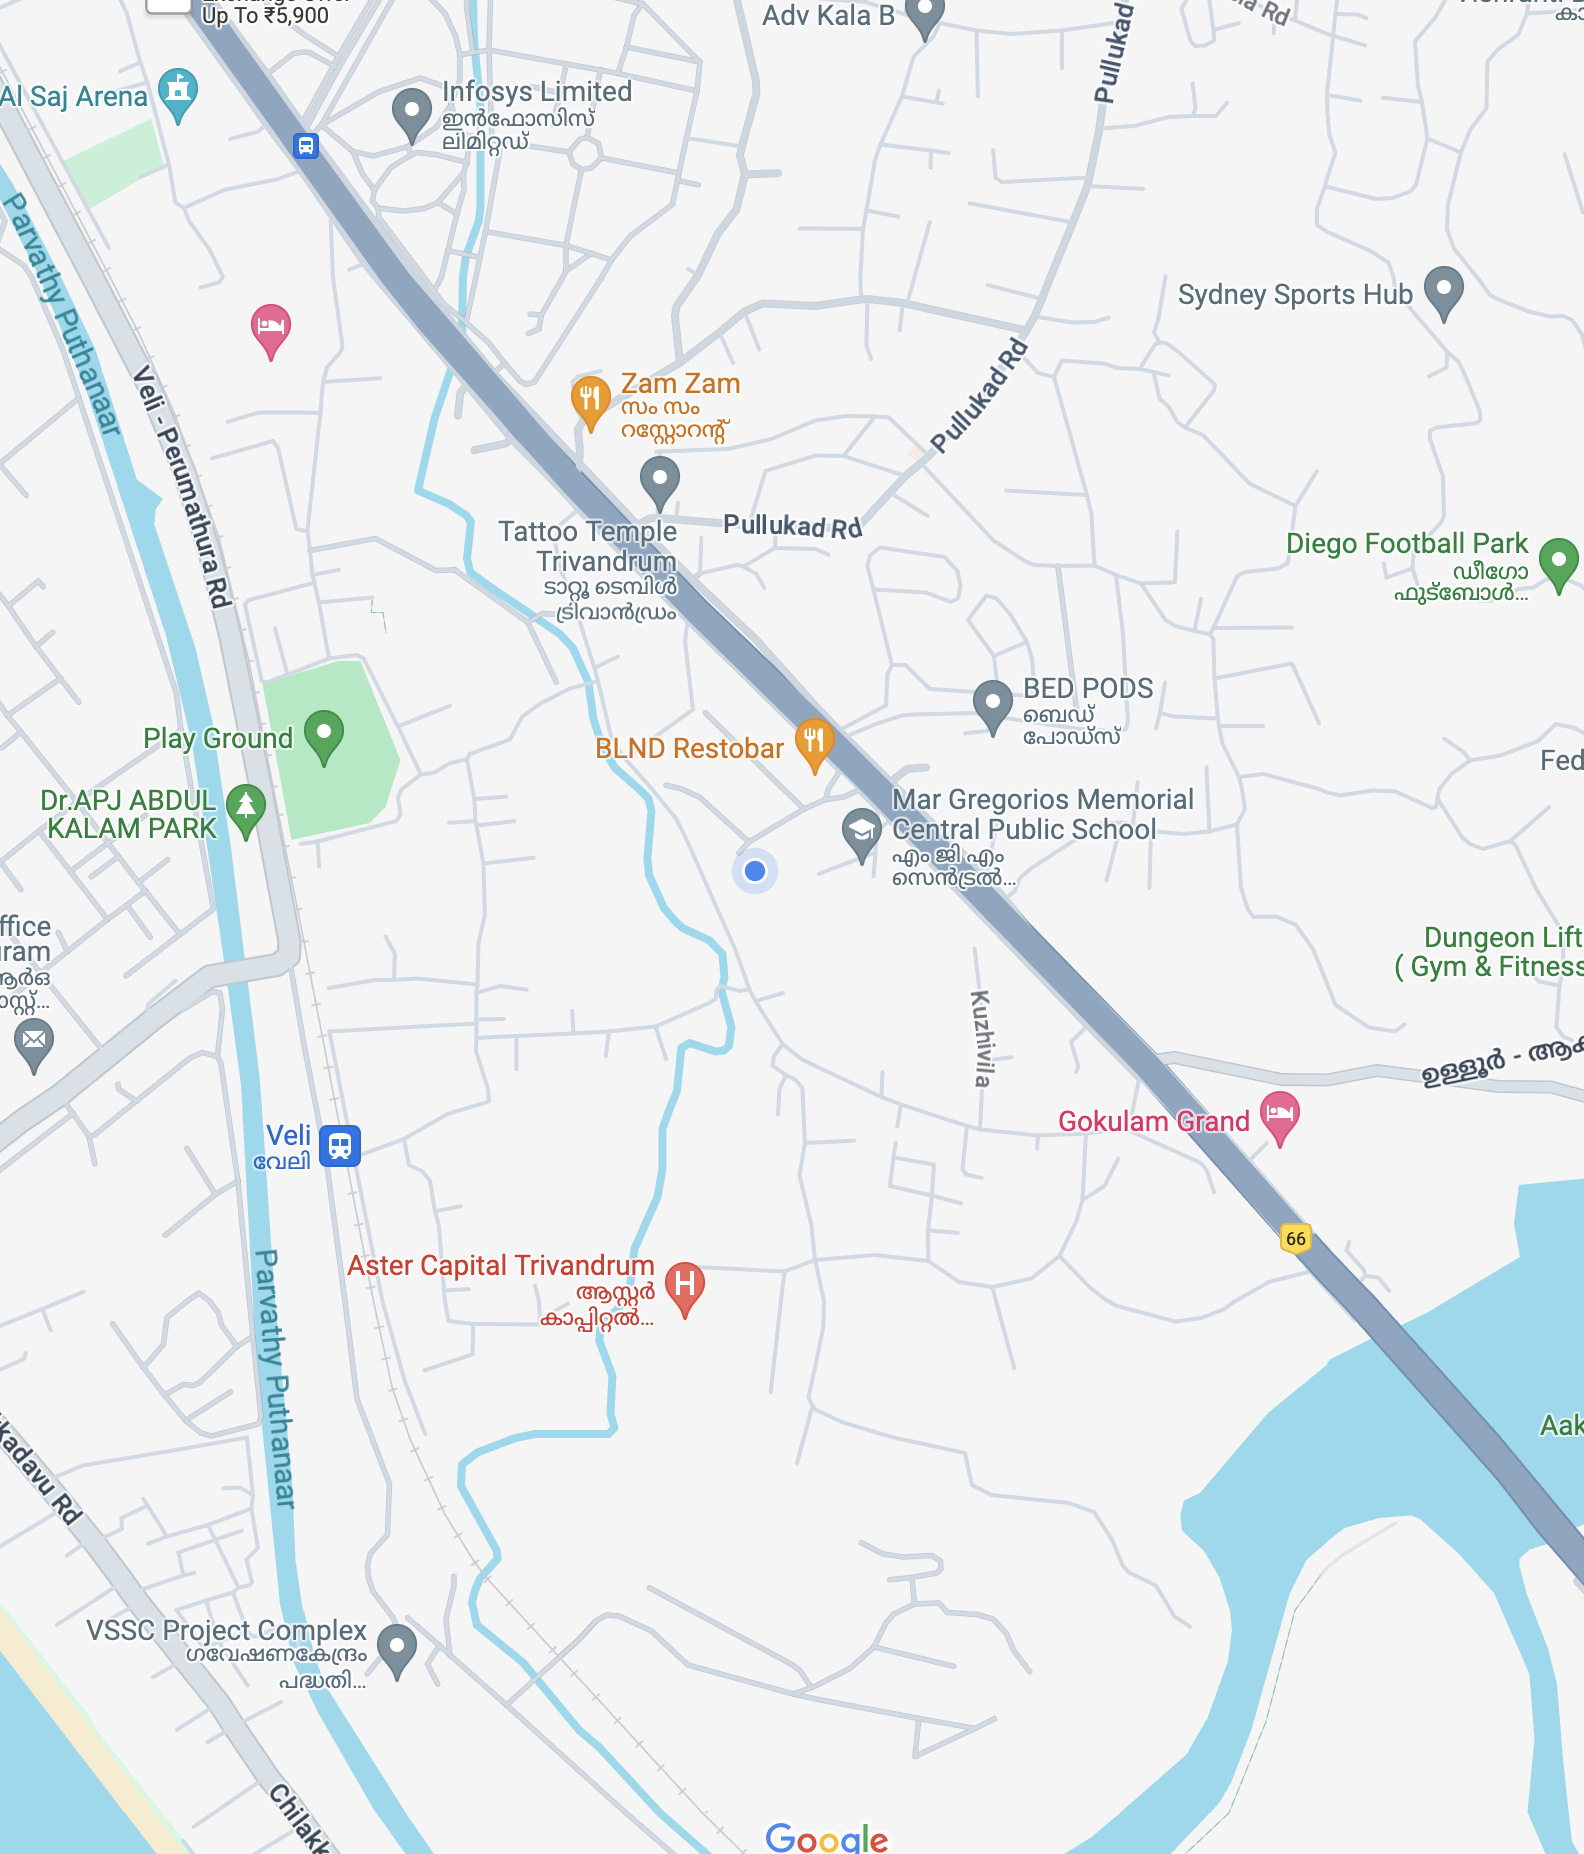 Up To ₹5,900
Adv Kala B
Pullukad
Al Saj Arena
Infosys Limited
ഇൻഫോസിസ്
ലിമിറ്റഡ്
Parvathy Puthanaar
Sydney Sports Hub
Veli - Perumathura Rd
Zam Zam
സം സം
റസ്റ്റോറന്റ്
Pullukad Rd
Pullukad Rd
Tattoo Temple
Trivandrum
ടാറ്റൂ ടെമ്പിൾ
ട്രിവാൻഡ്രം
Diego Football Park
ഡീഗോ
ഫുട്ബോൾ...
BED PODS
ബെഡ്
പോഡ്സ്
Play Ground
BLND Restobar
Fed
Dr.APJ ABDUL
KALAM PARK
Mar Gregorios Memorial
Central Public School
എം ജി എം
സെൻട്രൽ...
ffice
Dungeon Lift
( Gym & Fitness
Kuzhivila
ഉള്ളൂർ - ആക
Gokulam Grand
Veli
വേലി
66
Aster Capital Trivandrum
ആസ്റ്റർ
കാപ്പിറ്റൽ...
Parvathy Puthanaar
Aak
kadavu Rd
VSSC Project Complex
ഗവേഷണകേന്ദ്രം
പദ്ധതി...
Chilakk
Google